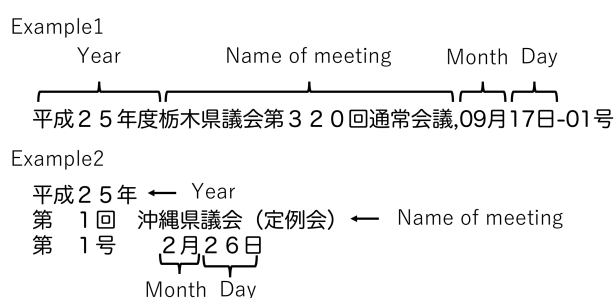 Example1
Year Name of meeting Month Day
平成２５年度栃木県議会第３２０回通常会議,09月17日-01号
Example2
平成２５年 Year
第　１回　沖縄県議会（定例会） Name of meeting
第　１号　　２月２６日
Month Day